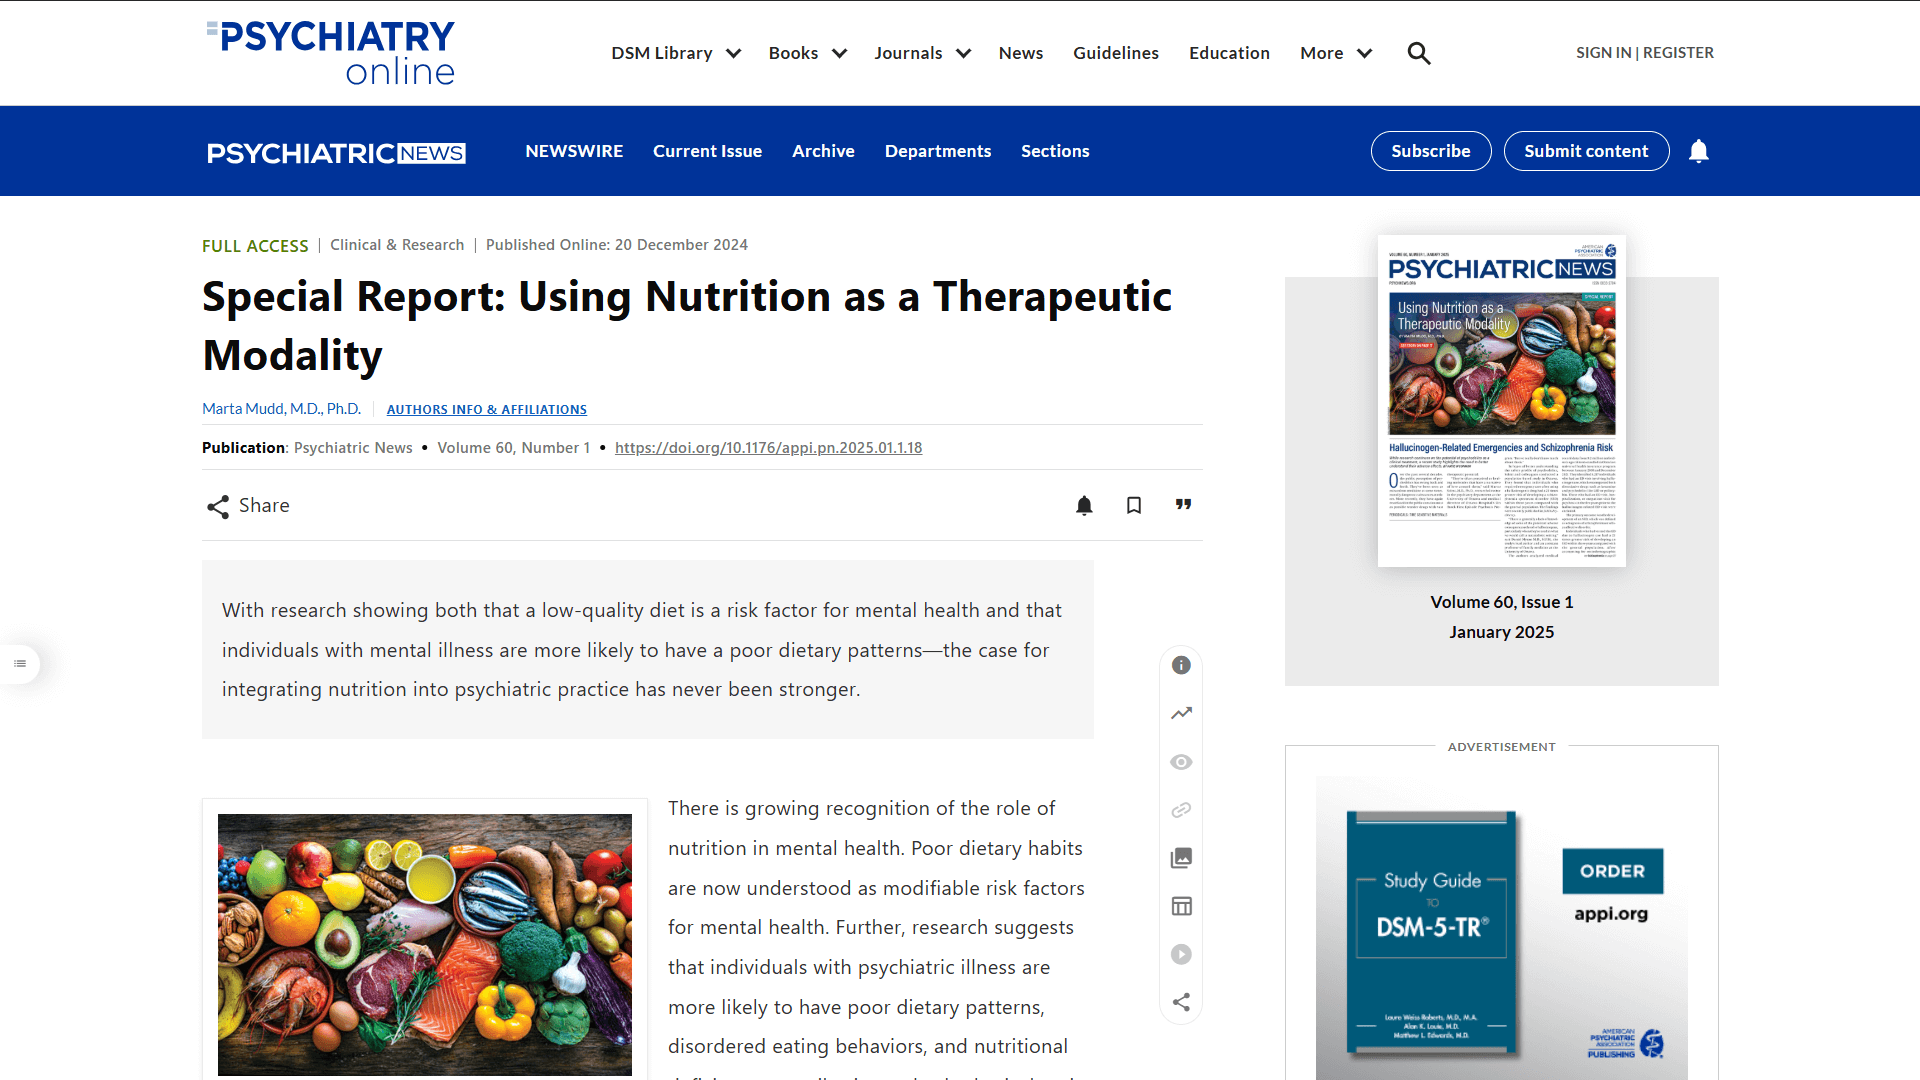 PSYCHIATRY
online
DSM Library
Books
Journals
News
Guidelines
Education
More
SIGN IN | REGISTER
PSYCHIATRIC NEWS
NEWSWIRE
Current Issue
Archive
Departments
Sections
Subscribe
Submit content
FULL ACCESS | Clinical & Research | Published Online: 20 December 2024
Special Report: Using Nutrition as a Therapeutic
Modality
Marta Mudd, M.D., Ph.D. | AUTHORS INFO & AFFILIATIONS
Publication: Psychiatric News • Volume 60, Number 1 • https://doi.org/10.1176/appi.pn.2025.01.1.18
Share
With research showing both that a low-quality diet is a risk factor for mental health and that
individuals with mental illness are more likely to have a poor dietary patterns—the case for
integrating nutrition into psychiatric practice has never been stronger.
There is growing recognition of the role of
nutrition in mental health. Poor dietary habits
are now understood as modifiable risk factors
for mental health. Further, research suggests
that individuals with psychiatric illness are
more likely to have poor dietary patterns,
disordered eating behaviors, and nutritional
PSYCHIATRIC NEWS
Using Nutrition as a
Therapeutic Modality
Hallucinogen-Related Emergencies and Schizophrenia Risk
Volume 60, Issue 1
January 2025
ADVERTISEMENT
Study Guide
TO
DSM-5-TR®
Laura Weiss Roberts, M.D., M.A.
Alan K. Louie, M.D.
Matthew L. Edwards, M.D.
ORDER
appi.org
AMERICAN
PSYCHIATRIC
ASSOCIATION
PUBLISHING